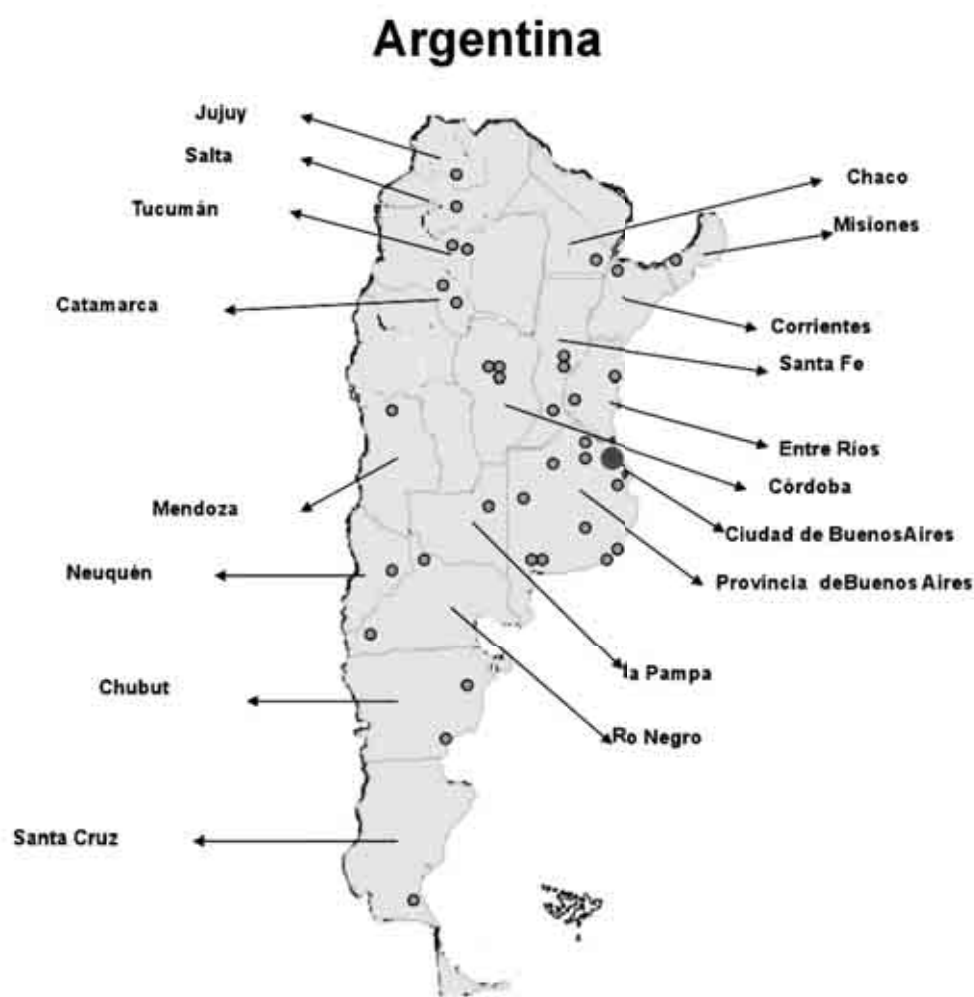 Argentina
Jujuy
Salta
Tucumán
Catamarca
Mendoza
Neuquén
Chubut
Santa Cruz
Chaco
Misiones
Corrientes
Santa Fe
Entre Ríos
Córdoba
Ciudad de BuenosAires
Provincia deBuenos Aires
la Pampa
Ro Negro